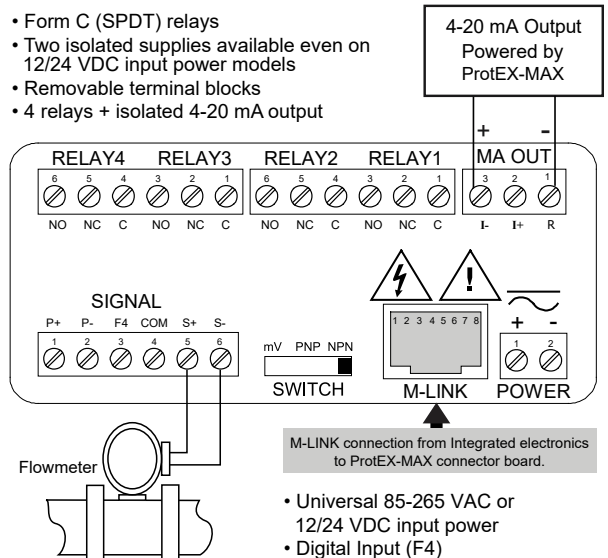 • Form C (SPDT) relays
• Two isolated supplies available even on
12/24 VDC input power models
• Removable terminal blocks
• 4 relays + isolated 4-20 mA output
4-20 mA Output
Powered by
ProtEX-MAX
+ -
RELAY4 RELAY3 RELAY2 RELAY1 MA OUT
6 5 4 3 2 1 6 5 4 3 2 1 3 2 1
NO NC C NO NC C NO NC C NO NC C I- I+ R
SIGNAL
P+ P- F4 COM S+ S-
1 2 3 4 5 6
mV PNP NPN
SWITCH
1 2 3 4 5 6 7 8
M-LINK
+ -
1 2
POWER
M-LINK connection from Integrated electronics
to ProtEX-MAX connector board.
Flowmeter
• Universal 85-265 VAC or
12/24 VDC input power
• Digital Input (F4)